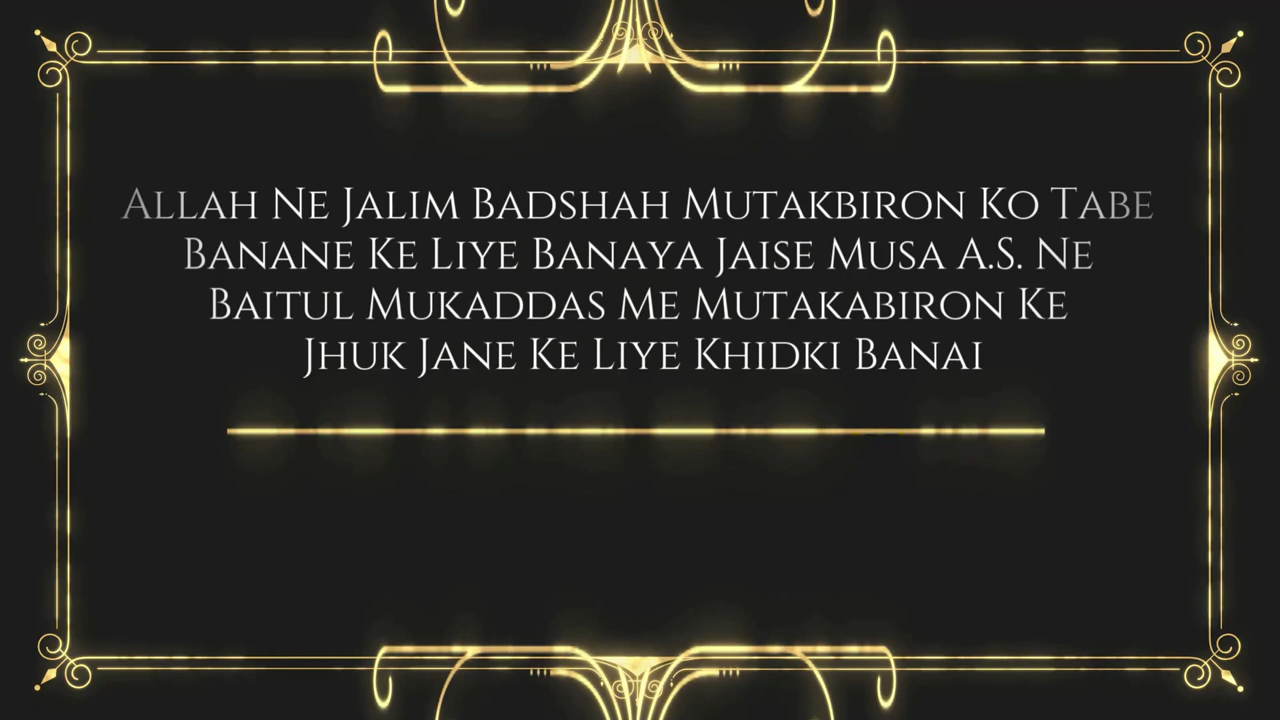 Allah Ne Jalim Badshah Mutakbiron Ko Tabe
Banane Ke Liye Banaya Jaise Musa A.S. Ne
Baitul Mukaddas Me Mutakabiron Ke
Jhuk Jane Ke Liye Khidki Banai